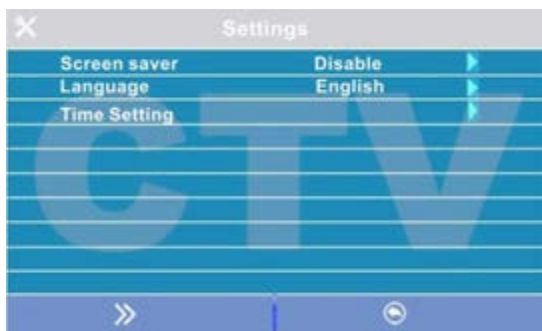 Settings
Screen saver Disable
Language English
Time Setting
CTV